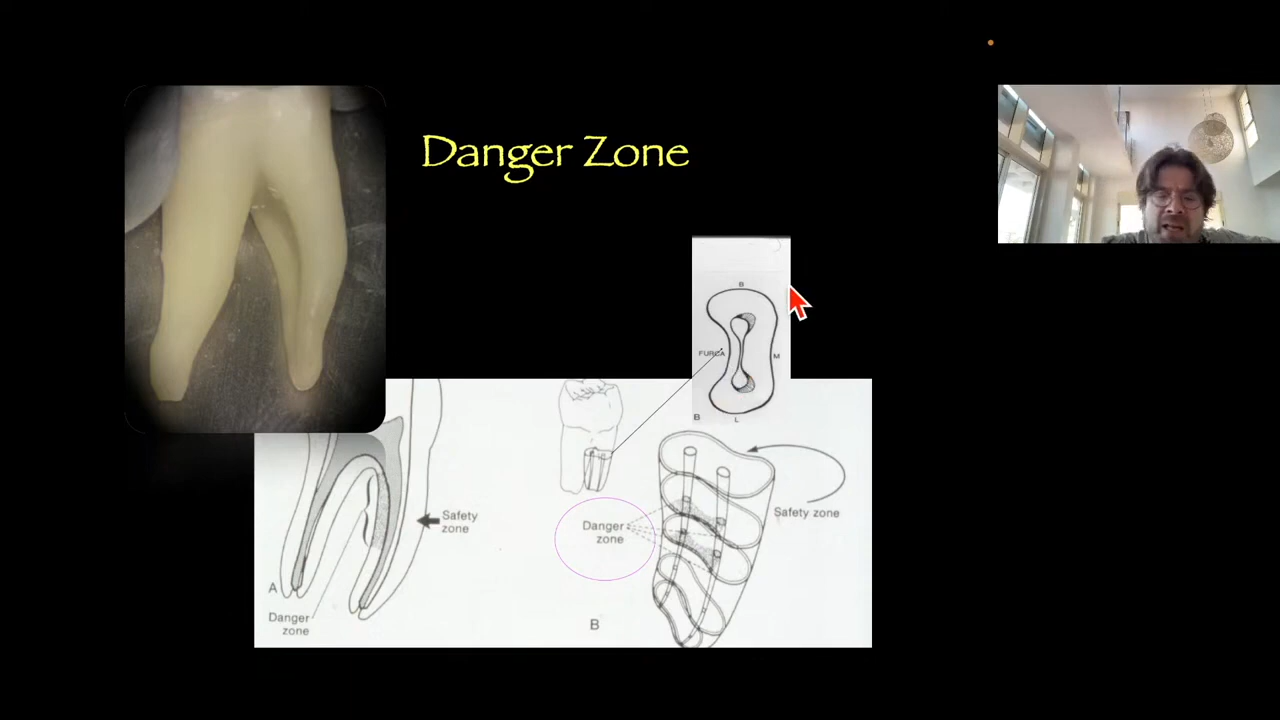 Danger Zone
B
FURCA
M
B
L
Safety
zone
Danger
zone
Safety zone
A
Danger
zone
B